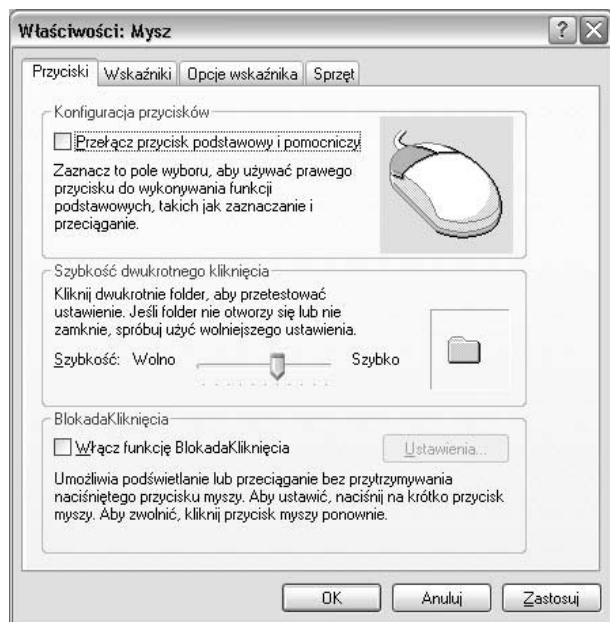 Właściwości: Mysz
Przyciski Wskaźniki Opcje wskaźnika Sprzęt
Konfiguracja przycisków
Przełącz przycisk podstawowy i pomocniczy
Zaznacz to pole wyboru, aby używać prawego
przycisku do wykonywania funkcji
podstawowych, takich jak zaznaczanie i
przeciąganie.
Szybkość dwukrotnego kliknięcia
Kliknij dwukrotnie folder, aby przetestować
ustawienie. Jeśli folder nie otworzy się lub nie
zamknie, spróbuj użyć wolniejszego ustawienia.
Szybkość: Wolno Szybko
BlokadaKliknięcia
Włącz funkcję BlokadaKliknięcia Ustawienia...
Umożliwia podświetlanie lub przeciąganie bez przytrzymywania
naciśniętego przycisku myszy. Aby ustawić, naciśnij na krótko przycisk
myszy. Aby zwolnić, kliknij przycisk myszy ponownie.
OK Anuluj Zastosuj